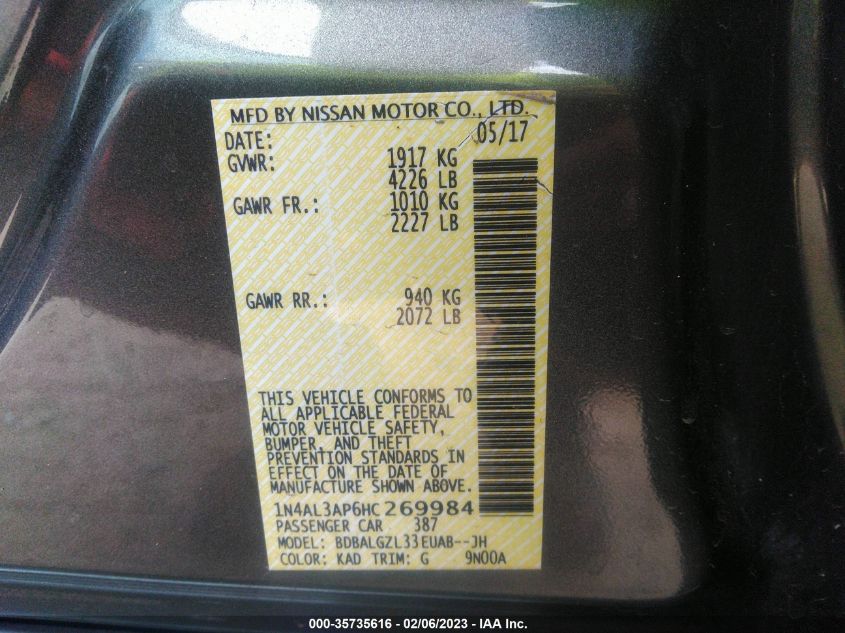 MFD BY NISSAN MOTOR CO., LTD.
DATE: 05/17
GVWR: 1917 KG
4226 LB
GAWR FR.: 1010 KG
2227 LB
GAWR RR.: 940 KG
2072 LB
THIS VEHICLE CONFORMS TO
ALL APPLICABLE FEDERAL
MOTOR VEHICLE SAFETY,
BUMPER, AND THEFT
PREVENTION STANDARDS IN
EFFECT ON THE DATE OF
MANUFACTURE SHOWN ABOVE.
1N4AL3AP6HC269984
PASSENGER CAR 387
MODEL: BDBALGZL33EUAB--JH
COLOR: KAD TRIM: G 9N00A
000-35735616 - 02/06/2023 - IAA Inc.